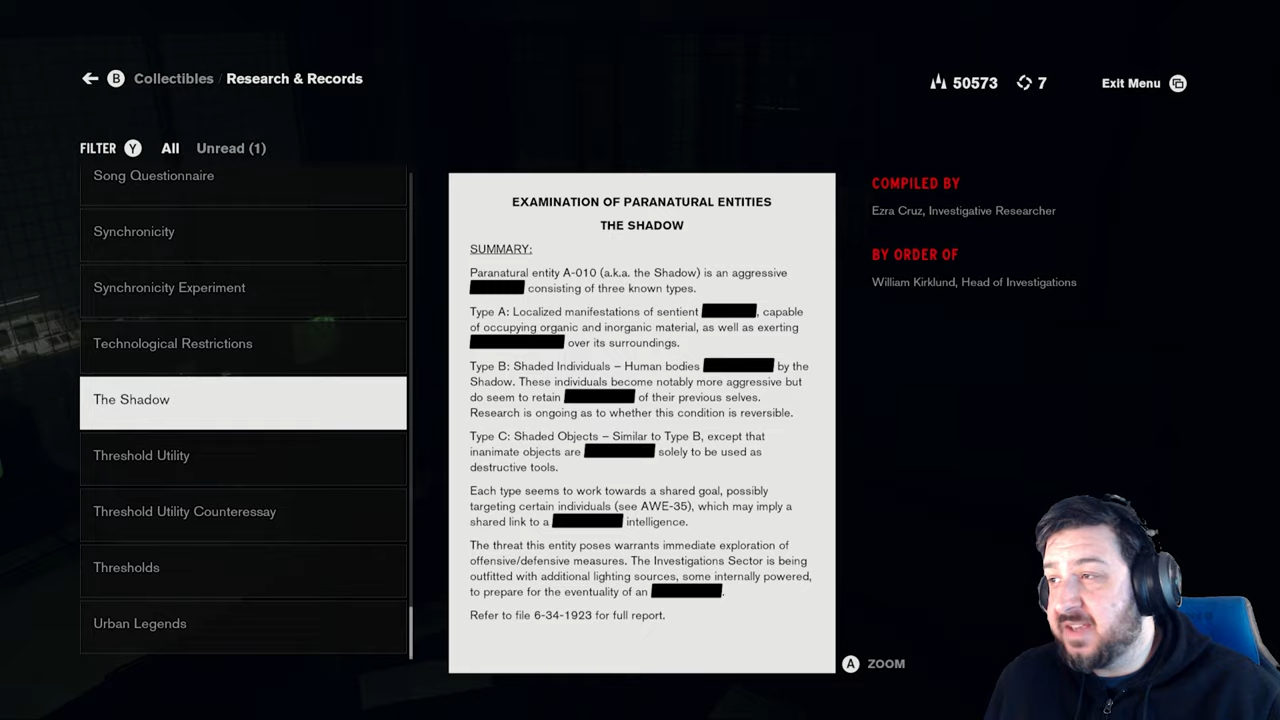 B Collectibles / Research & Records
50573 7 Exit Menu
FILTER Y All Unread (1)
Song Questionnaire
Synchronicity
Synchronicity Experiment
Technological Restrictions
The Shadow
Threshold Utility
Threshold Utility Counteressay
Thresholds
Urban Legends
EXAMINATION OF PARANATURAL ENTITIES
THE SHADOW
SUMMARY:
Paranatural entity A-010 (a.k.a. the Shadow) is an aggressive
consisting of three known types.
Type A: Localized manifestations of sentient , capable
of occupying organic and inorganic material, as well as exerting
over its surroundings.
Type B: Shaded Individuals – Human bodies by the
Shadow. These individuals become notably more aggressive but
do seem to retain of their previous selves.
Research is ongoing as to whether this condition is reversible.
Type C: Shaded Objects – Similar to Type B, except that
inanimate objects are solely to be used as
destructive tools.
Each type seems to work towards a shared goal, possibly
targeting certain individuals (see AWE-35), which may imply a
shared link to a intelligence.
The threat this entity poses warrants immediate exploration of
offensive/defensive measures. The Investigations Sector is being
outfitted with additional lighting sources, some internally powered,
to prepare for the eventuality of an .
Refer to file 6-34-1923 for full report.
COMPILED BY
Ezra Cruz, Investigative Researcher
BY ORDER OF
William Kirklund, Head of Investigations
A ZOOM